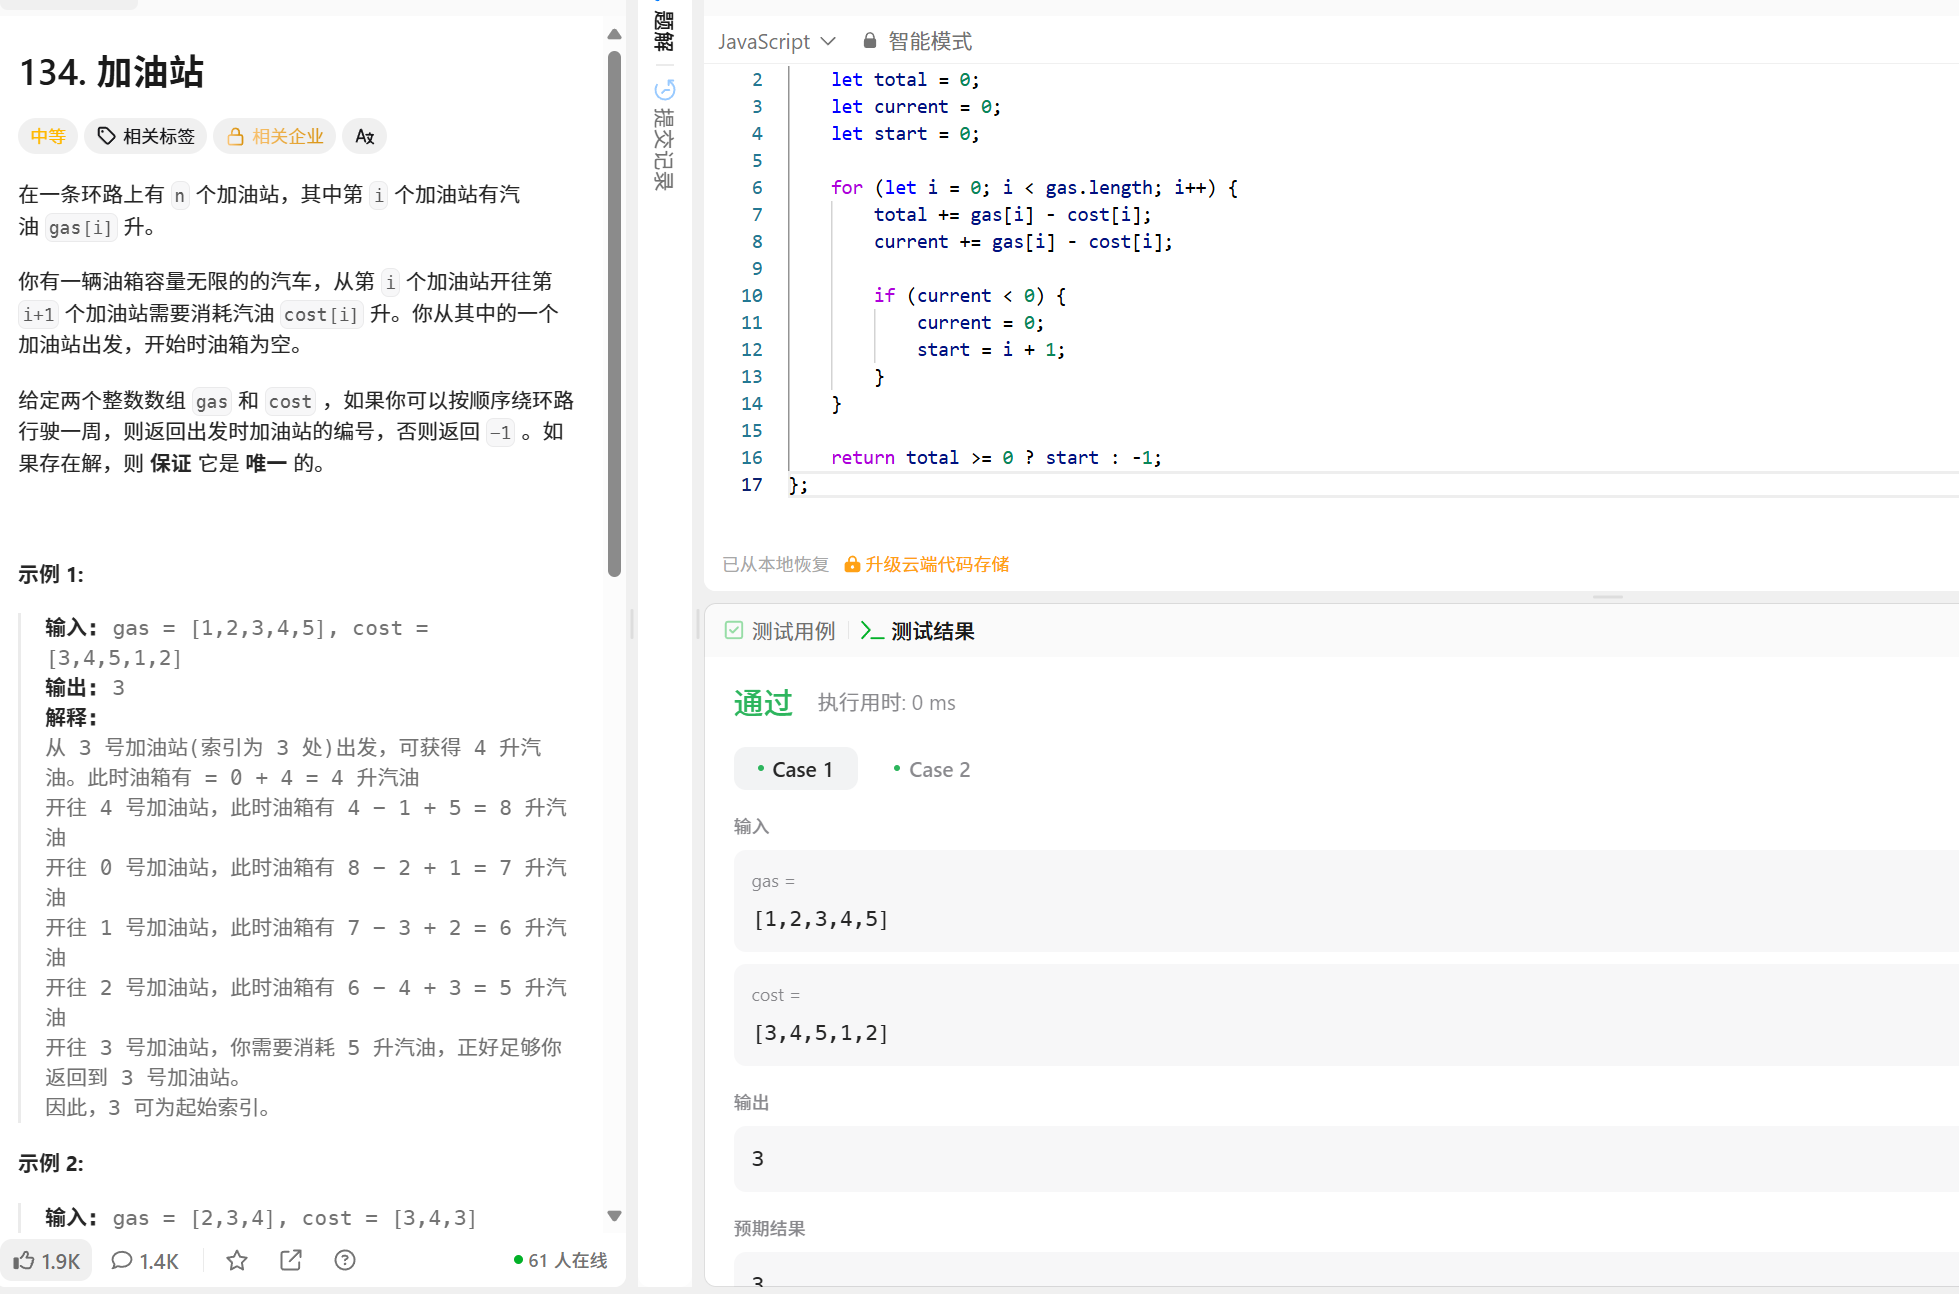 134. 加油站
中等 相关标签 相关企业
在一条环路上有 n 个加油站，其中第 i 个加油站有汽
油 gas[i] 升。
你有一辆油箱容量无限的的汽车，从第 i 个加油站开往第
i+1 个加油站需要消耗汽油 cost[i] 升。你从其中的一个
加油站出发，开始时油箱为空。
给定两个整数数组 gas 和 cost ，如果你可以按顺序绕环路
行驶一周，则返回出发时加油站的编号，否则返回 -1 。如
果存在解，则 保证 它是 唯一 的。
示例 1:
输入: gas = [1,2,3,4,5], cost =
[3,4,5,1,2]
输出: 3
解释:
从 3 号加油站(索引为 3 处)出发，可获得 4 升汽
油。此时油箱有 = 0 + 4 = 4 升汽油
开往 4 号加油站，此时油箱有 4 - 1 + 5 = 8 升汽
油
开往 0 号加油站，此时油箱有 8 - 2 + 1 = 7 升汽
油
开往 1 号加油站，此时油箱有 7 - 3 + 2 = 6 升汽
油
开往 2 号加油站，此时油箱有 6 - 4 + 3 = 5 升汽
油
开往 3 号加油站，你需要消耗 5 升汽油，正好足够你
返回到 3 号加油站。
因此，3 可为起始索引。
示例 2:
输入: gas = [2,3,4], cost = [3,4,3]
1.9K 1.4K 61 人在线
题解
提交记录
JavaScript 智能模式
2 let total = 0;
3 let current = 0;
4 let start = 0;
5
6 for (let i = 0; i < gas.length; i++) {
7 total += gas[i] - cost[i];
8 current += gas[i] - cost[i];
9
10 if (current < 0) {
11 current = 0;
12 start = i + 1;
13 }
14 }
15
16 return total >= 0 ? start : -1;
17 };
已从本地恢复 升级云端代码存储
测试用例 测试结果
通过 执行用时: 0 ms
Case 1 Case 2
输入
gas =
[1,2,3,4,5]
cost =
[3,4,5,1,2]
输出
3
预期结果
3